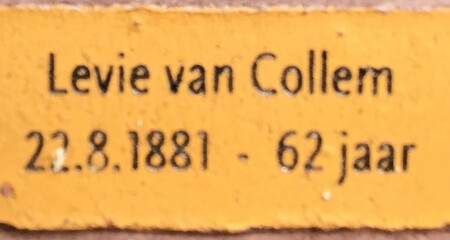 Levie van Collem
22.8.1881 - 62 jaar